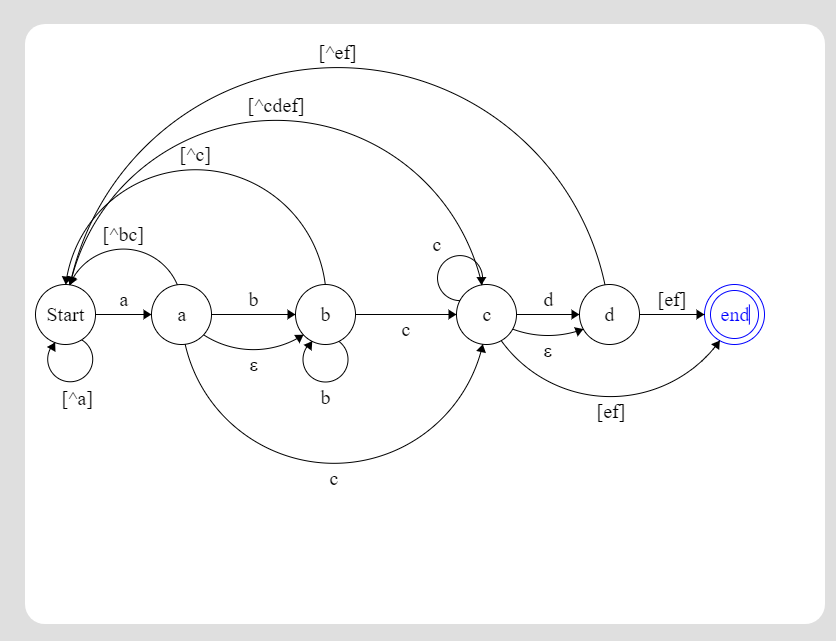 [^ef]
[^cdef]
[^c]
[^bc]
c
Start
a
a
b
b
c
c
d
d
[ef]
end
ε
ε
[^a]
b
[ef]
c